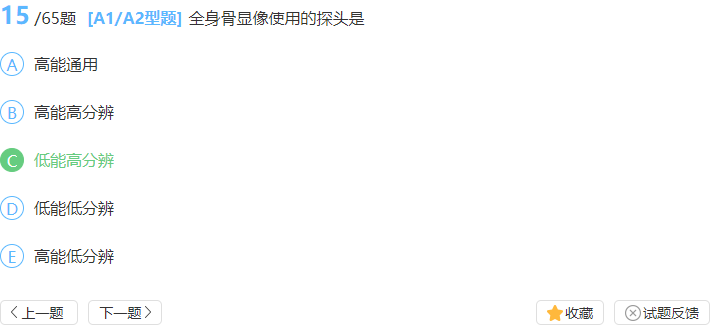 15 /65题 [A1/A2型题] 全身骨显像使用的探头是
A 高能通用
B 高能高分辨
C 低能高分辨
D 低能低分辨
E 高能低分辨
上一题 下一题 收藏 试题反馈